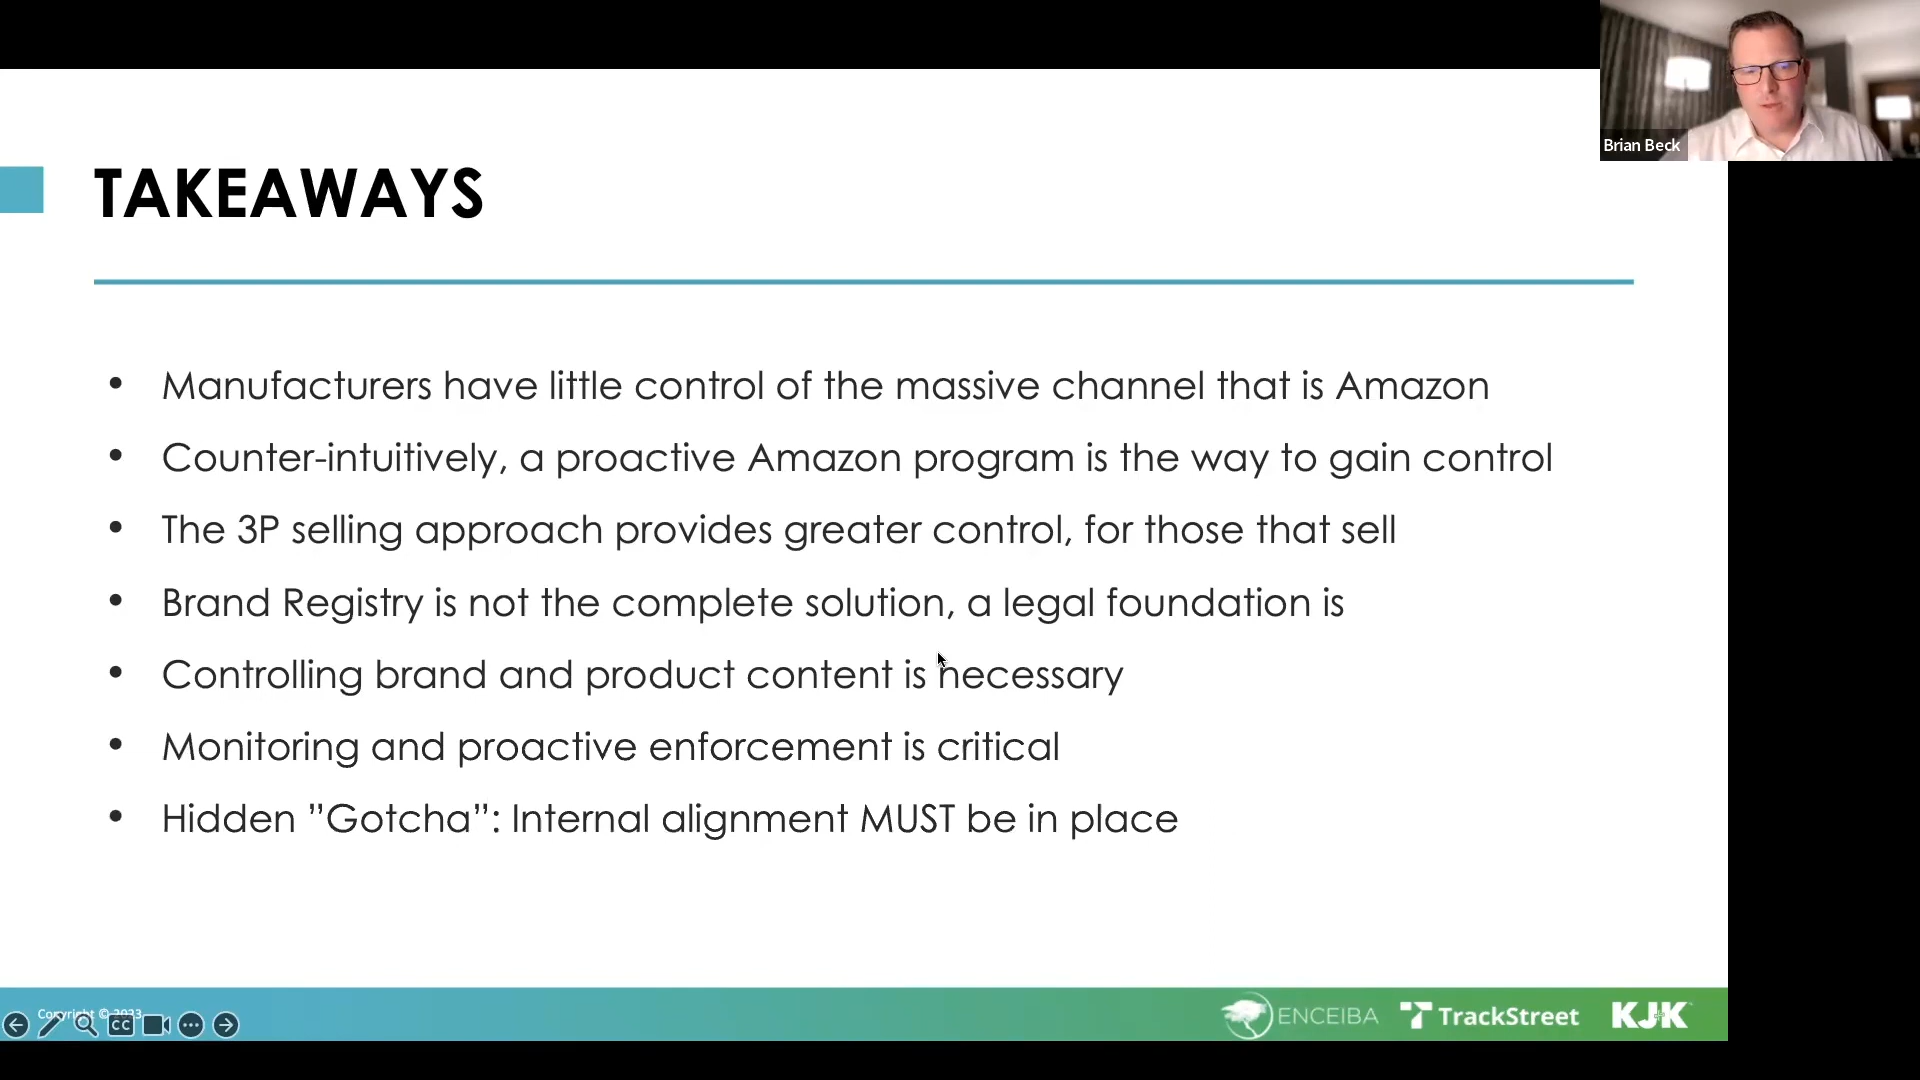 Brian Beck
TAKEAWAYS
• Manufacturers have little control of the massive channel that is Amazon
• Counter-intuitively, a proactive Amazon program is the way to gain control
• The 3P selling approach provides greater control, for those that sell
• Brand Registry is not the complete solution, a legal foundation is
• Controlling brand and product content is necessary
• Monitoring and proactive enforcement is critical
• Hidden ”Gotcha”: Internal alignment MUST be in place
Copyright © 2023
CC
ENCEIBA
TrackStreet
KJK